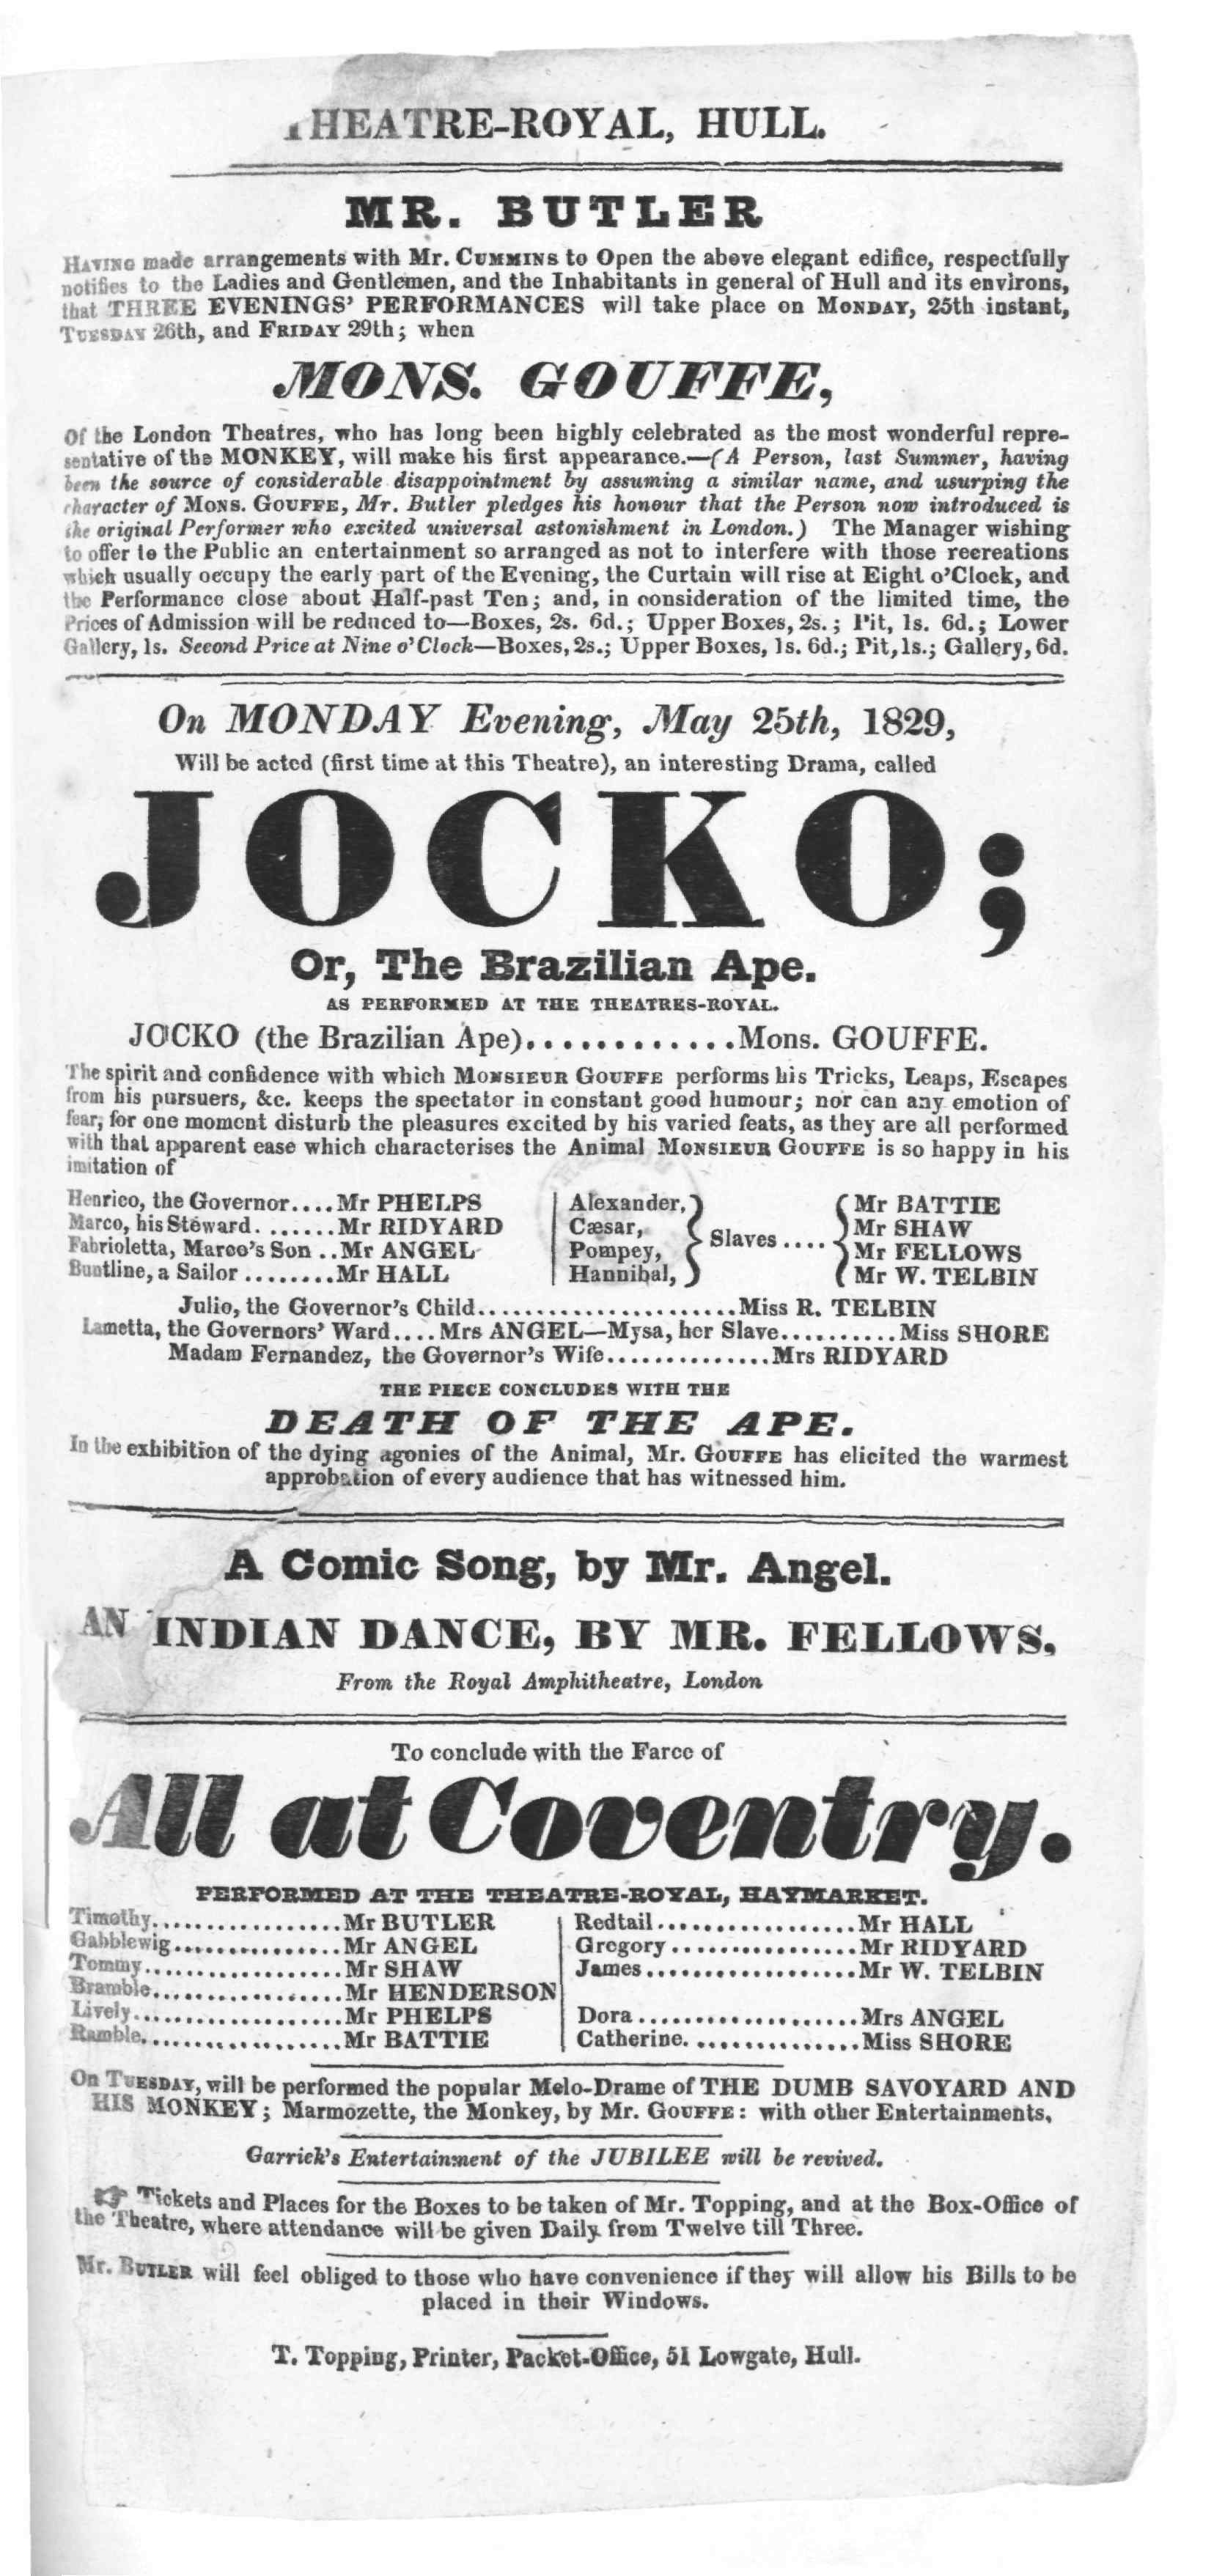 THEATRE-ROYAL, HULL.
MR. BUTLER
HAVING made arrangements with Mr. CUMMINS to Open the above elegant edifice, respectfully
notifies to the Ladies and Gentlemen, and the Inhabitants in general of Hull and its environs,
that THREE EVENINGS' PERFORMANCES will take place on MONDAY, 25th instant,
TUESDAY 26th, and FRIDAY 29th; when
MONS. GOUFFE,
Of the London Theatres, who has long been highly celebrated as the most wonderful repre-
sentative of the MONKEY, will make his first appearance.—(A Person, last Summer, having
been the source of considerable disappointment by assuming a similar name, and usurping the
character of MONS. GOUFFE, Mr. Butler pledges his honour that the Person now introduced is
the original Performer who excited universal astonishment in London.) The Manager wishing
to offer to the Public an entertainment so arranged as not to interfere with those recreations
which usually occupy the early part of the Evening, the Curtain will rise at Eight o'Clock, and
the Performance close about Half-past Ten; and, in consideration of the limited time, the
Prices of Admission will be reduced to—Boxes, 2s. 6d.; Upper Boxes, 2s.; Pit, 1s. 6d.; Lower
Gallery, 1s. Second Price at Nine o'Clock—Boxes, 2s.; Upper Boxes, 1s. 6d.; Pit, 1s.; Gallery, 6d.
On MONDAY Evening, May 25th, 1829,
Will be acted (first time at this Theatre), an interesting Drama, called
JOCKO;
Or, The Brazilian Ape.
AS PERFORMED AT THE THEATRES-ROYAL.
JOCKO (the Brazilian Ape)............Mons. GOUFFE.
The spirit and confidence with which MONSIEUR GOUFFE performs his Tricks, Leaps, Escapes
from his pursuers, &c. keeps the spectator in constant good humour; nor can any emotion of
fear, for one moment disturb the pleasures excited by his varied feats, as they are all performed
with that apparent ease which characterises the Animal MONSIEUR GOUFFE is so happy in his
imitation of
Henrico, the Governor....Mr PHELPS
Marco, his Steward.......Mr RIDYARD
Fabrioletta, Marco's Son ..Mr ANGEL
Buntline, a Sailor ........Mr HALL
Alexander, Cæsar, Pompey, Hannibal, } Slaves .... { Mr BATTIE
Mr SHAW
Mr FELLOWS
Mr W. TELBIN
Julio, the Governor's Child......................Miss R. TELBIN
Lametta, the Governors' Ward....Mrs ANGEL—Mysa, her Slave..........Miss SHORE
Madam Fernandez, the Governor's Wife..............Mrs RIDYARD
THE PIECE CONCLUDES WITH THE
DEATH OF THE APE.
In the exhibition of the dying agonies of the Animal, Mr. GOUFFE has elicited the warmest
approbation of every audience that has witnessed him.
A Comic Song, by Mr. Angel.
AN INDIAN DANCE, BY MR. FELLOWS,
From the Royal Amphitheatre, London
To conclude with the Farce of
All at Coventry.
PERFORMED AT THE THEATRE-ROYAL, HAYMARKET.
Timothy.................Mr BUTLER
Gabblewig...............Mr ANGEL
Tommy..................Mr SHAW
Bramble.................Mr HENDERSON
Lively...................Mr PHELPS
Ramble..................Mr BATTIE
Redtail.................Mr HALL
Gregory................Mr RIDYARD
James..................Mr W. TELBIN
Dora...................Mrs ANGEL
Catherine...............Miss SHORE
On TUESDAY, will be performed the popular Melo-Drame of THE DUMB SAVOYARD AND
HIS MONKEY; Marmozette, the Monkey, by Mr. GOUFFE: with other Entertainments,
Garrick's Entertainment of the JUBILEE will be revived.
☞ Tickets and Places for the Boxes to be taken of Mr. Topping, and at the Box-Office of
the Theatre, where attendance will be given Daily from Twelve till Three.
Mr. BUTLER will feel obliged to those who have convenience if they will allow his Bills to be
placed in their Windows.
T. Topping, Printer, Packet-Office, 51 Lowgate, Hull.